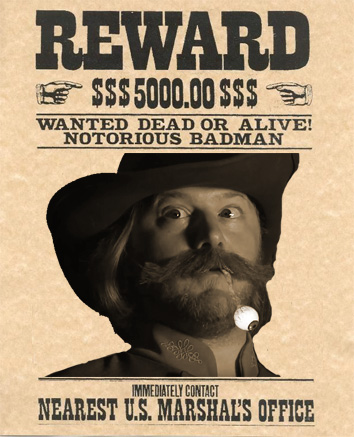 REWARD
$$$ 5000.00 $$$
WANTED DEAD OR ALIVE!
NOTORIOUS BADMAN
IMMEDIATELY CONTACT
NEAREST U.S. MARSHAL'S OFFICE